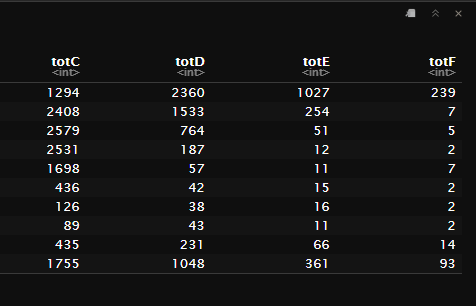 totC totD totE totF
<int> <int> <int> <int>
1294 2360 1027 239
2408 1533 254 7
2579 764 51 5
2531 187 12 2
1698 57 11 7
436 42 15 2
126 38 16 2
89 43 11 2
435 231 66 14
1755 1048 361 93